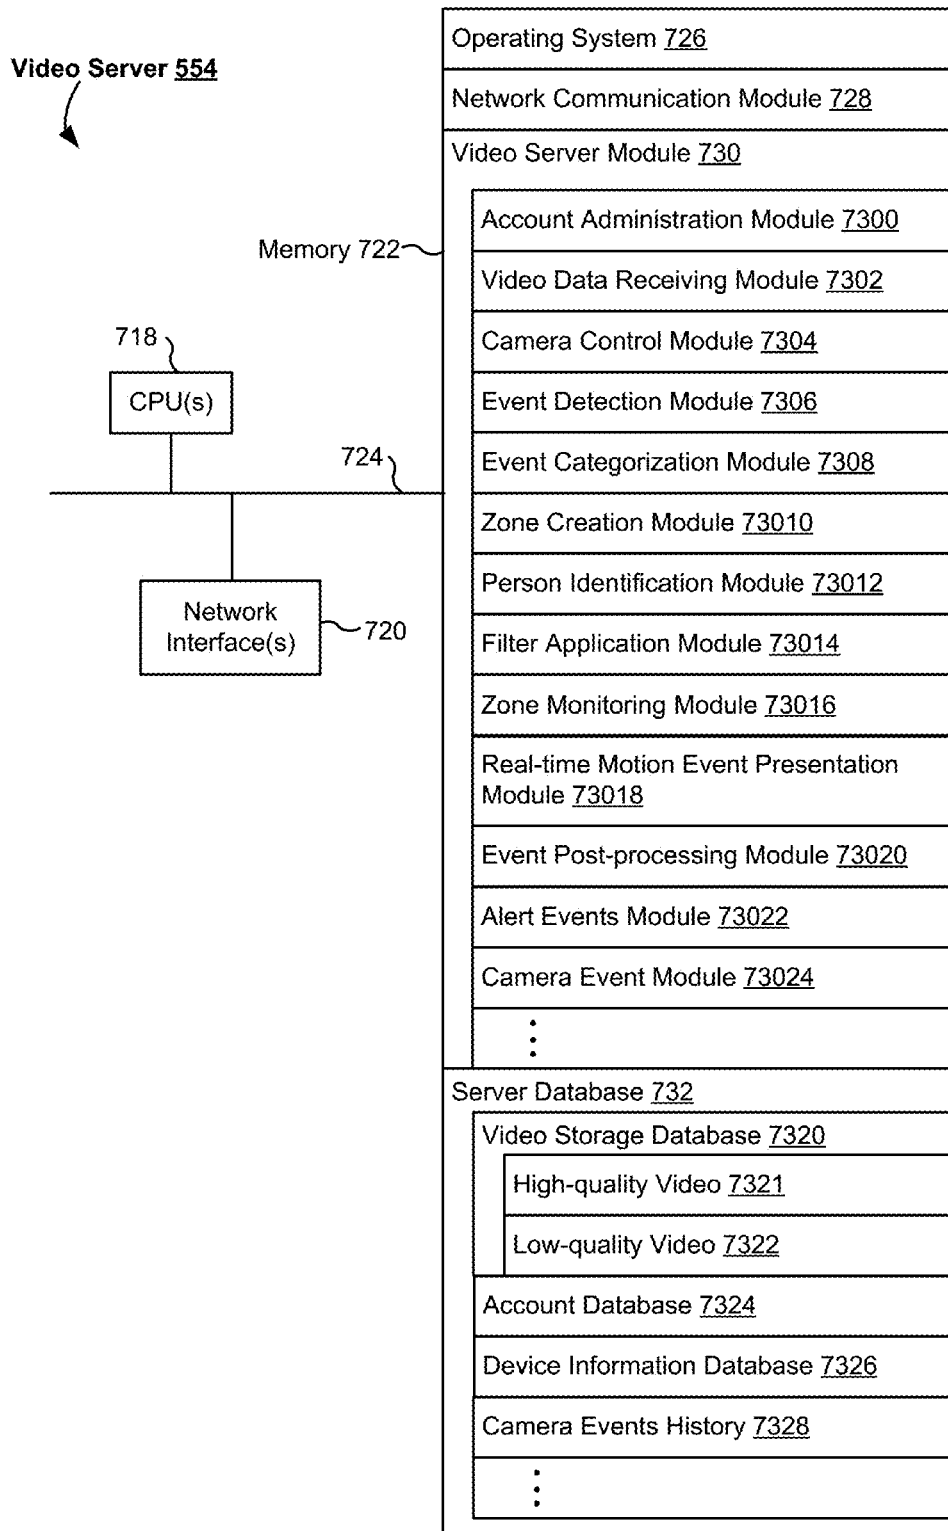 Video Server 554
Operating System 726
Network Communication Module 728
Video Server Module 730
Account Administration Module 7300
Memory 722
Video Data Receiving Module 7302
718
Camera Control Module 7304
CPU(s)
Event Detection Module 7306
724
Event Categorization Module 7308
Zone Creation Module 73010
Person Identification Module 73012
Network
Interface(s)
720
Filter Application Module 73014
Zone Monitoring Module 73016
Real-time Motion Event Presentation
Module 73018
Event Post-processing Module 73020
Alert Events Module 73022
Camera Event Module 73024
Server Database 732
Video Storage Database 7320
High-quality Video 7321
Low-quality Video 7322
Account Database 7324
Device Information Database 7326
Camera Events History 7328